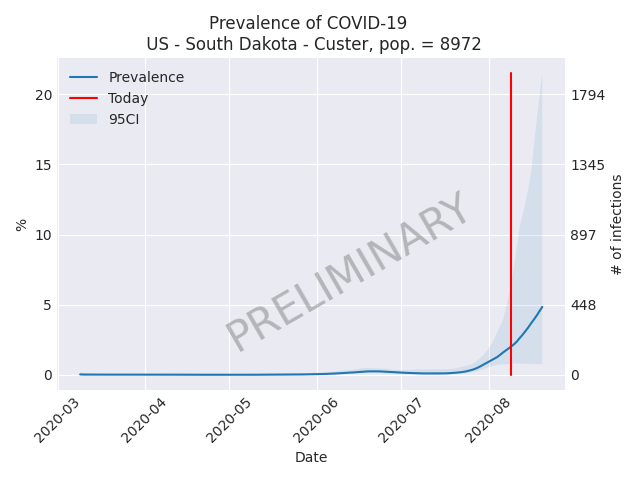 Prevalence of COVID-19
US - South Dakota - Custer, pop. = 8972
Prevalence
Today
95CI
20
15
10
5
0
%
1794
1345
897
448
0
# of infections
PRELIMINARY
2020-03
2020-04
2020-05
2020-06
2020-07
2020-08
Date